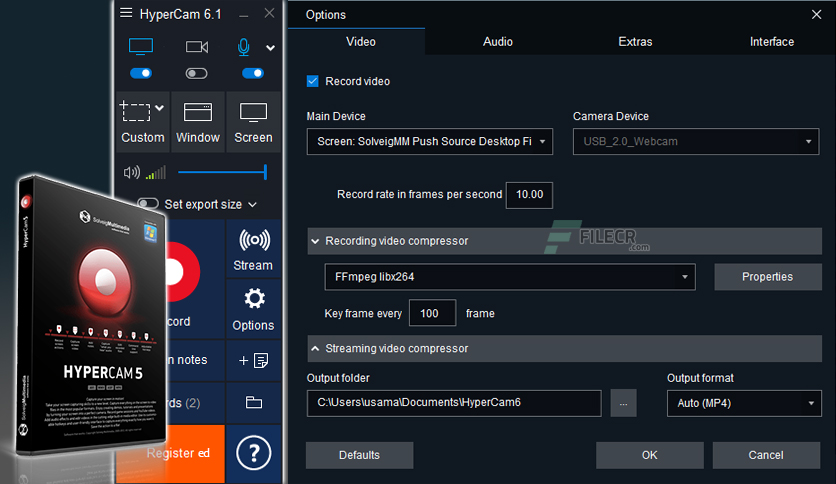 HyperCam 6.1
Custom
Window
Screen
Set export size
Stream
cord
Options
n notes
rds (2)
Register ed
?
SolveigMultimedia
HyperCam5
HYPERCAM 5
Options
Video
Audio
Extras
Interface
Record video
Main Device
Camera Device
Screen: SolveigMM Push Source Desktop Fi
USB_2.0_Webcam
Record rate in frames per second
10.00
Recording video compressor
FILECR
.com
FFmpeg libx264
Properties
Key frame every
100
frame
Streaming video compressor
Output folder
Output format
C:\Users\usama\Documents\HyperCam6
...
Auto (MP4)
Defaults
OK
Cancel